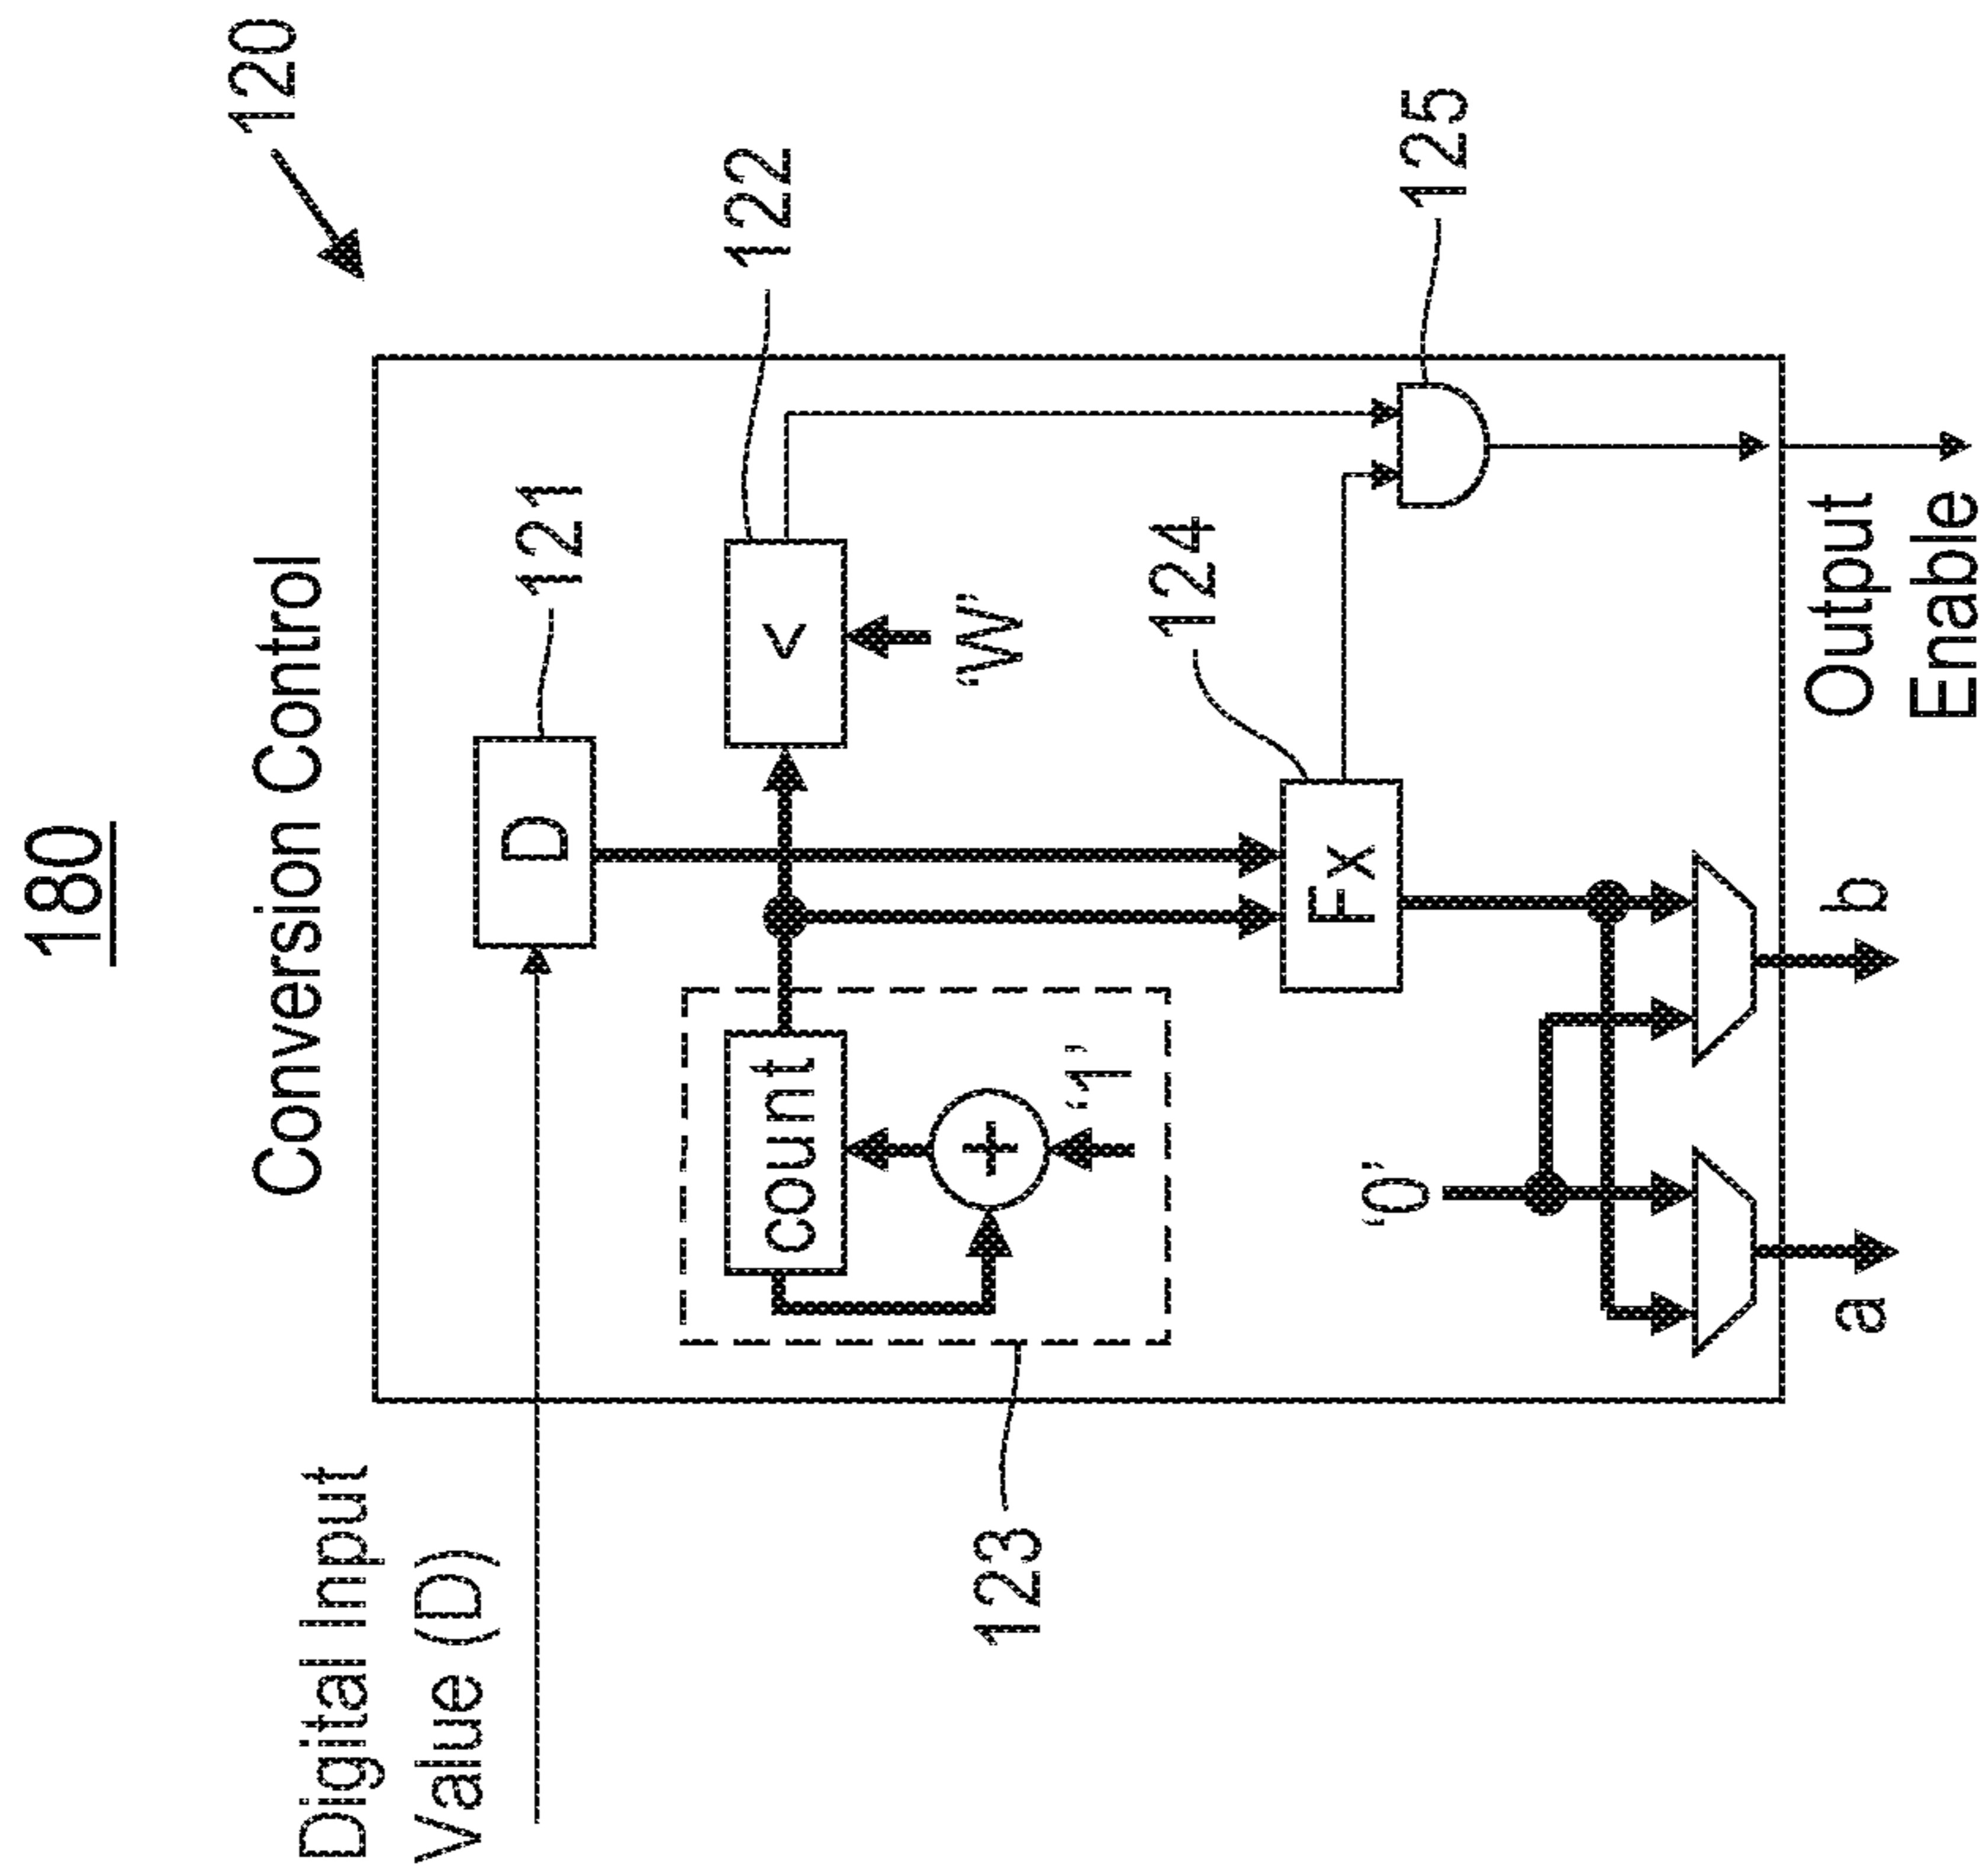 180
Conversion Control
120
Digital Input
Value (D)
D
121
count
<
122
'W'
'1'
123
124
Fx
'0'
125
a
b
Output
Enable